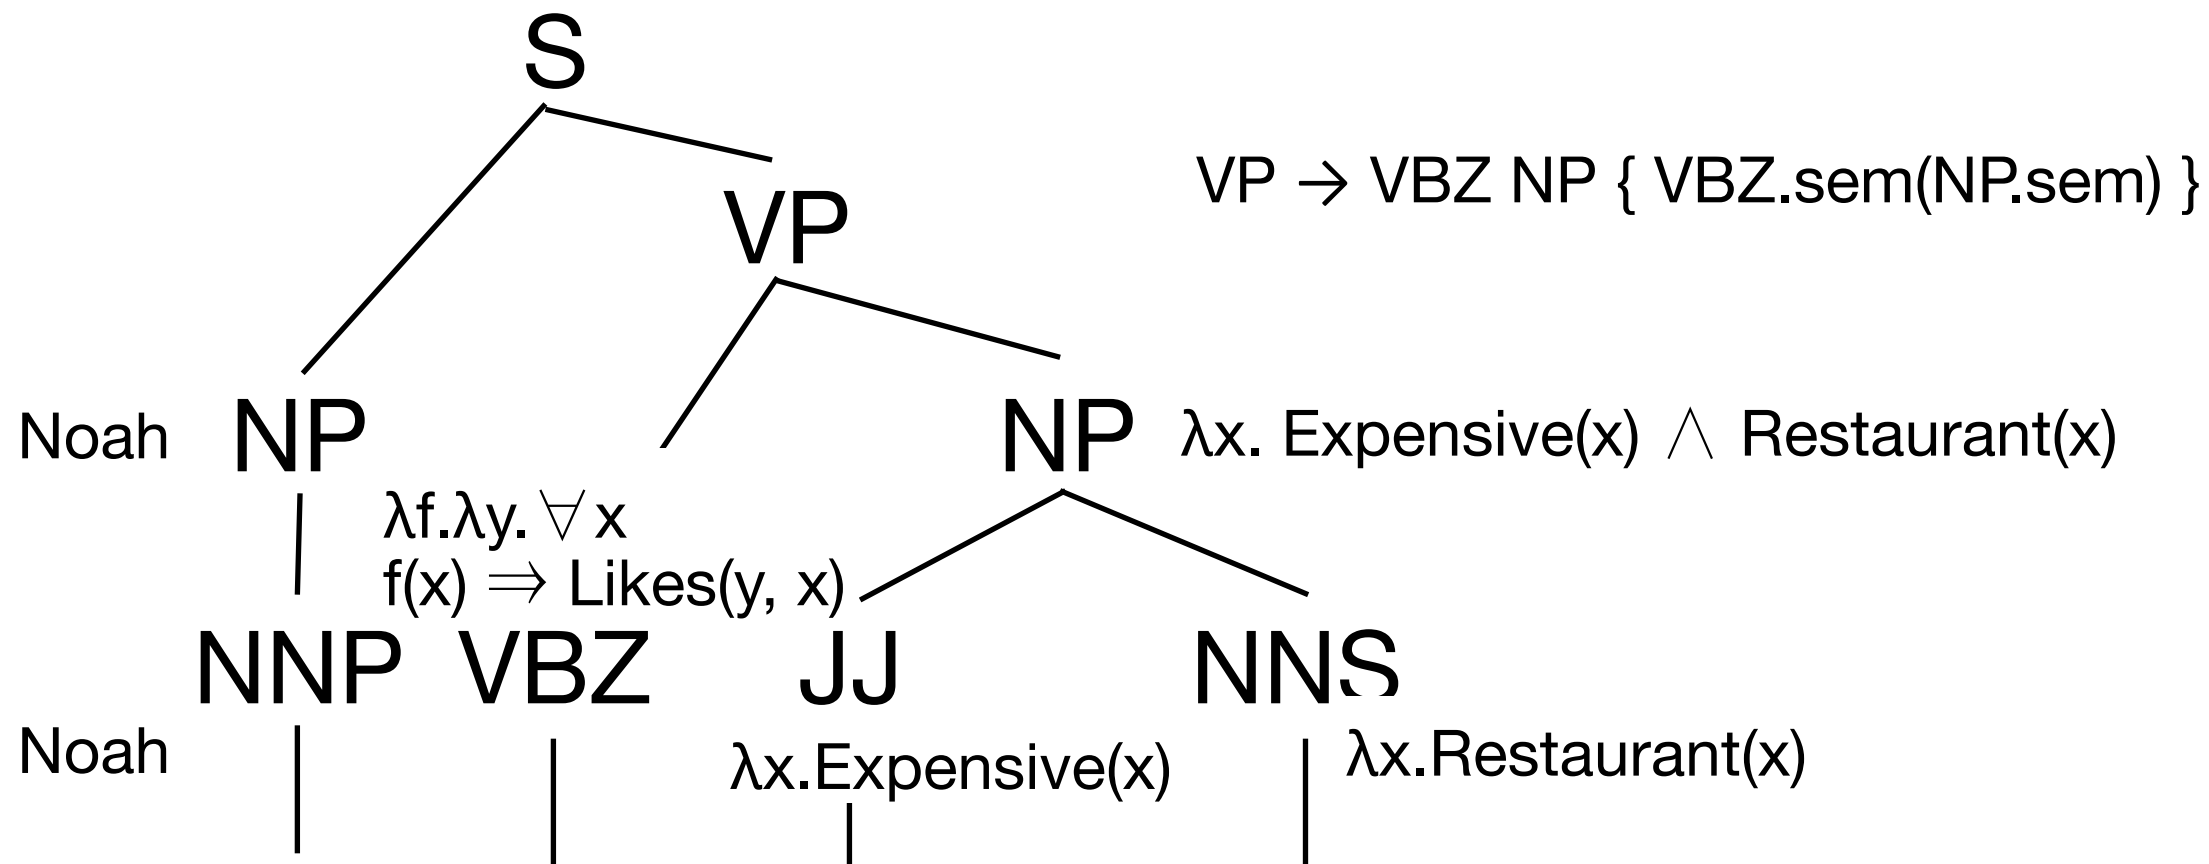 S
VP → VBZ NP { VBZ.sem(NP.sem) }
VP
Noah NP
NP λx. Expensive(x) ∧ Restaurant(x)
λf.λy. ∀x
f(x) ⇒ Likes(y, x)
NNP VBZ JJ NNS
Noah
λx.Expensive(x)
λx.Restaurant(x)